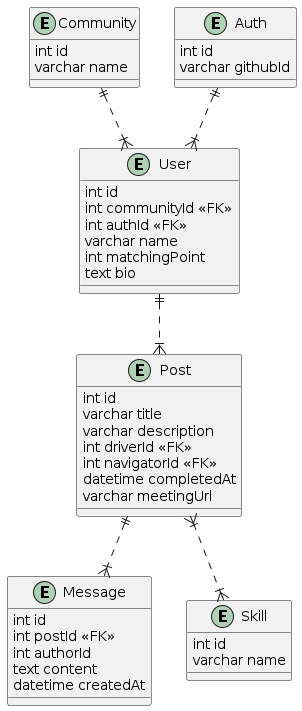 E Community
int id
varchar name
E Auth
int id
varchar githubId
E User
int id
int communityId «FK»
int authId «FK»
varchar name
int matchingPoint
text bio
E Post
int id
varchar title
varchar description
int driverId «FK»
int navigatorId «FK»
datetime completedAt
varchar meetingUrl
E Message
int id
int postId «FK»
int authorId
text content
datetime createdAt
E Skill
int id
varchar name